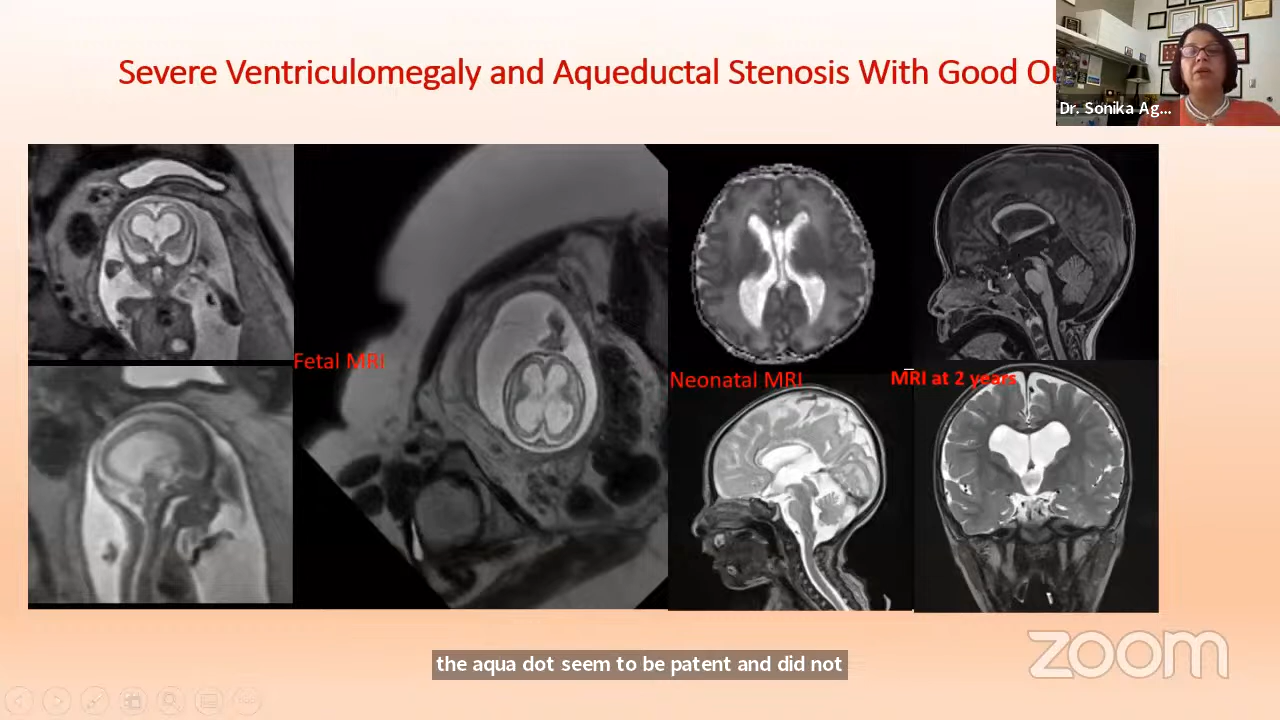 Severe Ventriculomegaly and Aqueductal Stenosis With Good
Dr. Sonika Ag...
Fetal MRI
Neonatal MRI
MRI at 2 years
zoom
the aqua dot seem to be patent and did not